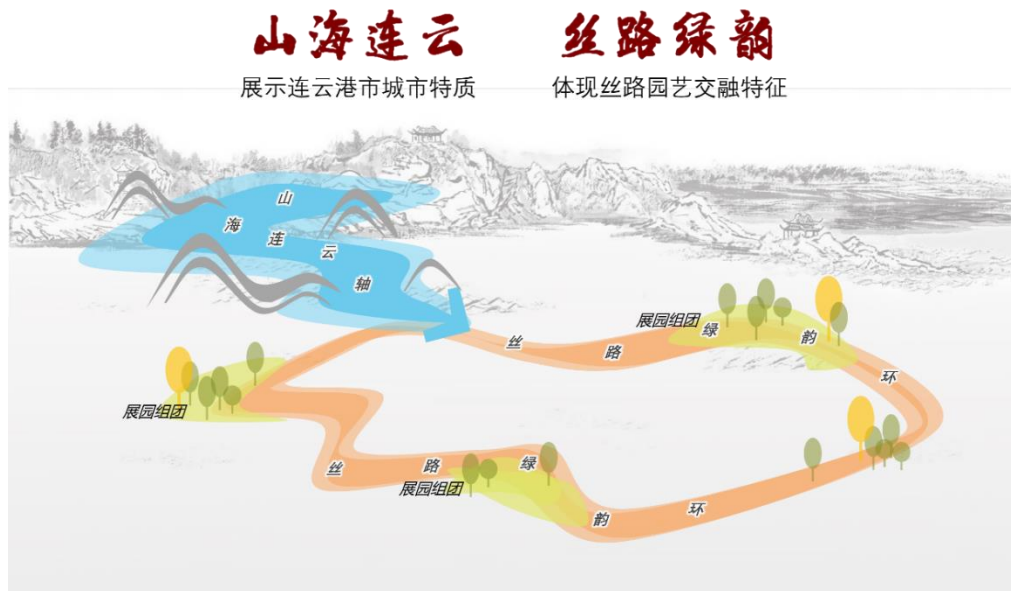 山海连云 丝路绿韵
展示连云港市城市特质 体现丝路园艺交融特征
山海连云轴
展园组团
丝路绿韵环
展园组团
丝路绿韵环
展园组团